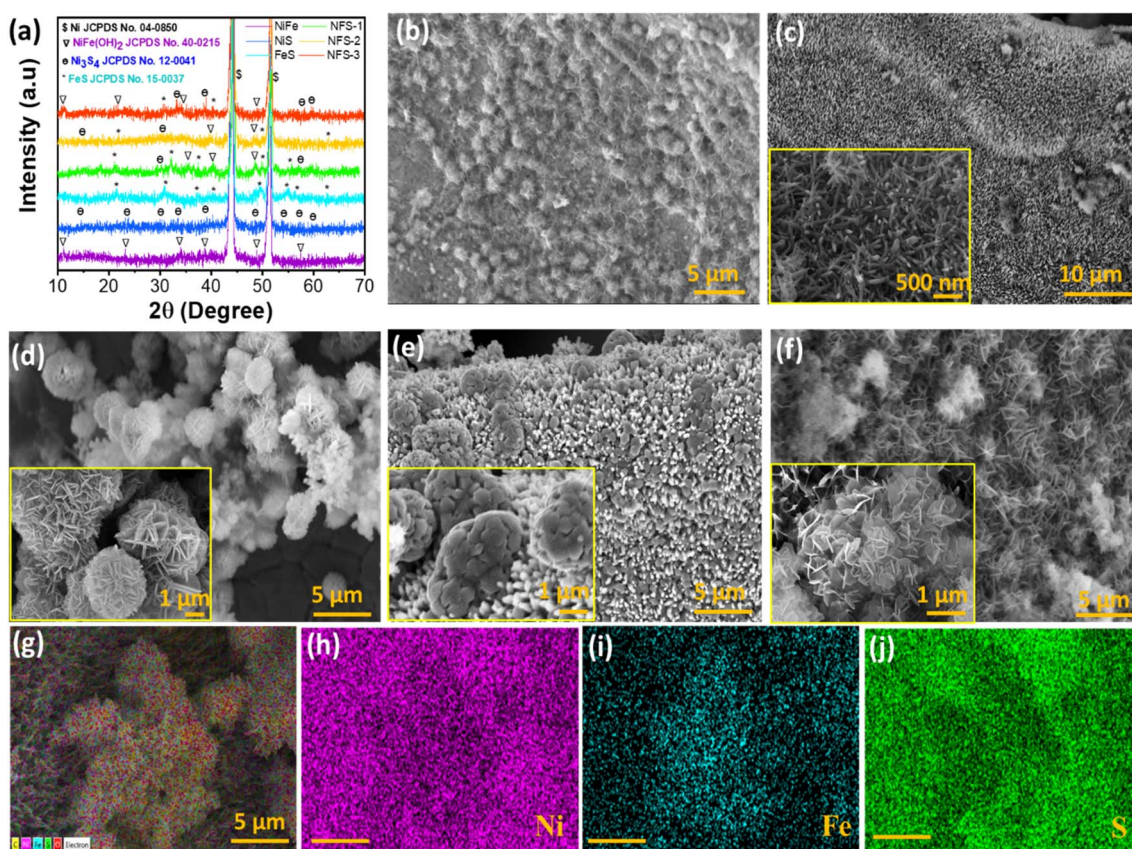 (a)
$ Ni JCPDS No. 04-0850
∇ NiFe(OH)2 JCPDS No. 40-0215
ɵ Ni3S4 JCPDS No. 12-0041
* FeS JCPDS No. 15-0037
NiFe NFS-1
NiS NFS-2
FeS NFS-3
$ $
Intensity (a.u)
10 20 30 40 50 60 70
2θ (Degree)
(b)
5 μm
(c)
500 nm
10 μm
(d)
1 μm
5 μm
(e)
1 μm
5 μm
(f)
1 μm
5 μm
(g)
5 μm
Fe S Electron
(h)
Ni
(i)
Fe
(j)
S